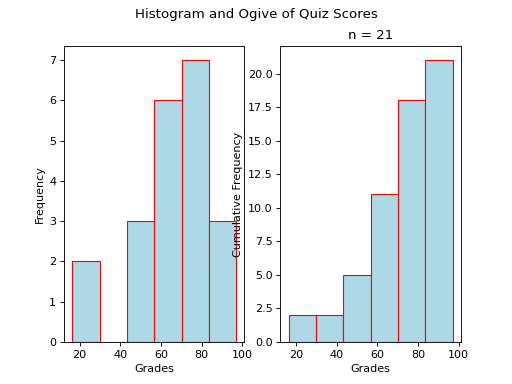 Histogram and Ogive of Quiz Scores
n = 21
7
6
5
4
3
2
1
0
Frequency
20 40 60 80 100
Grades
20.0
17.5
15.0
12.5
10.0
7.5
5.0
2.5
0.0
Cumulative Frequency
20 40 60 80 100
Grades